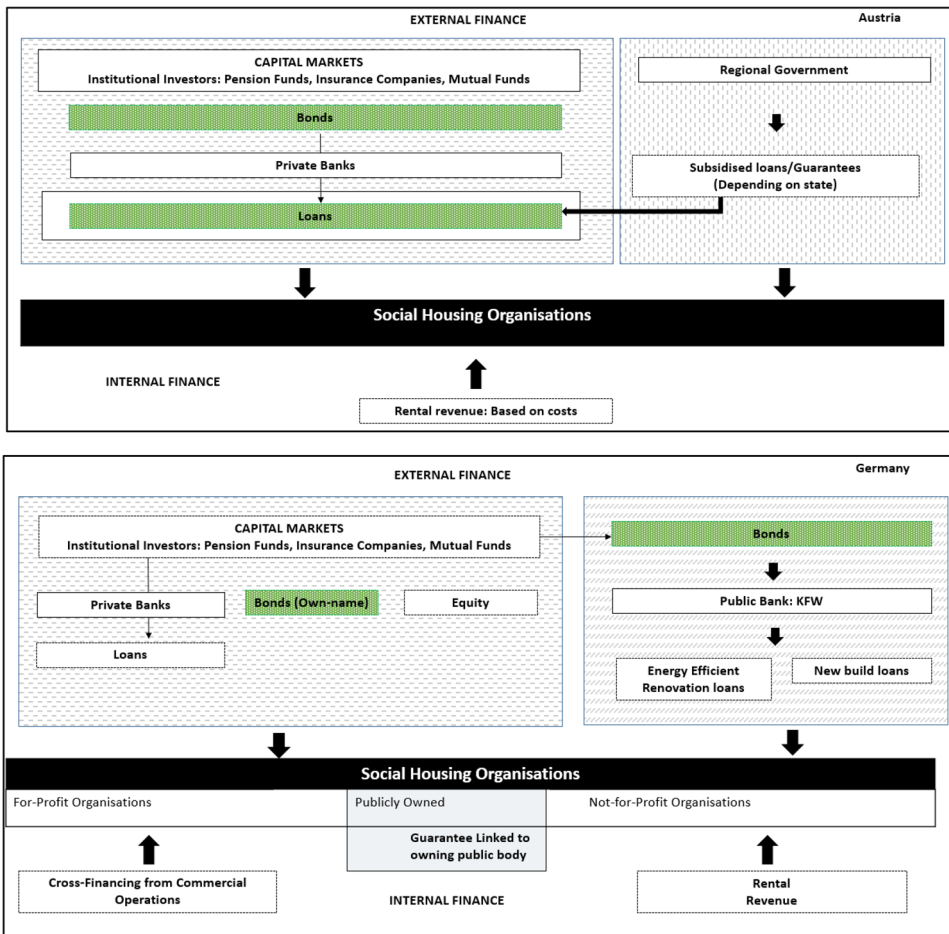 EXTERNAL FINANCE
Austria
CAPITAL MARKETS
Institutional Investors: Pension Funds, Insurance Companies, Mutual Funds
Bonds
Private Banks
Loans
Regional Government
Subsidised loans/Guarantees
(Depending on state)
Social Housing Organisations
INTERNAL FINANCE
Rental revenue: Based on costs
EXTERNAL FINANCE
Germany
CAPITAL MARKETS
Institutional Investors: Pension Funds, Insurance Companies, Mutual Funds
Private Banks
Bonds (Own-name)
Equity
Loans
Bonds
Public Bank: KFW
Energy Efficient
Renovation loans
New build loans
Social Housing Organisations
For-Profit Organisations
Publicly Owned
Not-for-Profit Organisations
Guarantee Linked to
owning public body
Cross-Financing from Commercial
Operations
INTERNAL FINANCE
Rental
Revenue